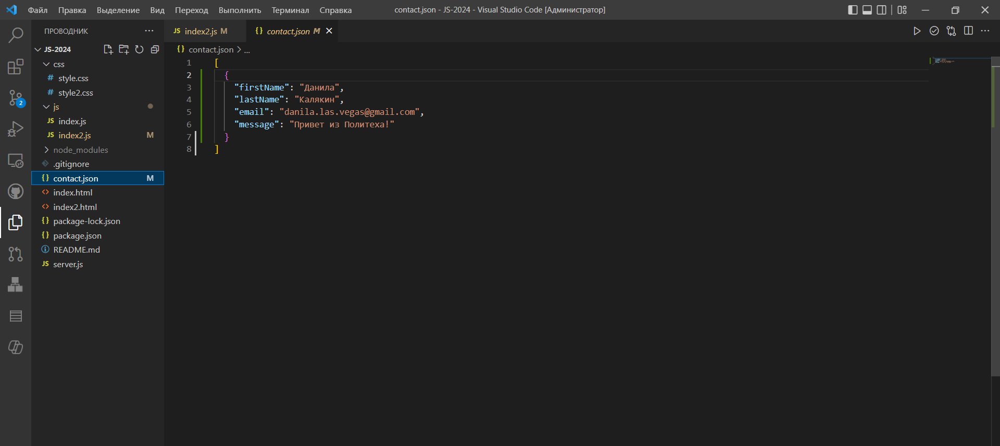 Файл Правка Выделение Вид Переход Выполнить Терминал Справка
contact.json - JS-2024 - Visual Studio Code [Администратор]
ПРОВОДНИК ···
JS index2.js M
{} contact.json M
JS-2024
{} contact.json > ...
css
# style.css
# style2.css
js
JS index.js
JS index2.js M
node_modules
.gitignore
{} contact.json M
<> index.html
<> index2.html
{} package-lock.json
{} package.json
README.md
JS server.js
2
1 [
2 {
3 "firstName": "Данила",
4 "lastName": "Калякин",
5 "email": "danila.las.vegas@gmail.com",
6 "message": "Привет из Политеха!"
7 }
8 ]